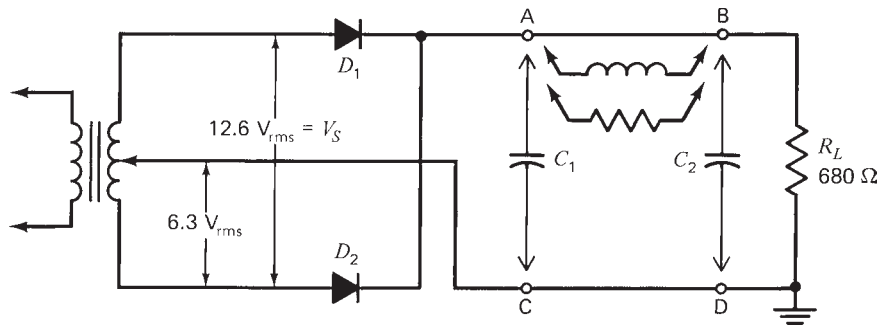 A
B
D₁
12.6 Vrms = VS
C₁
C₂
RL
680 Ω
6.3 Vrms
D₂
C
D